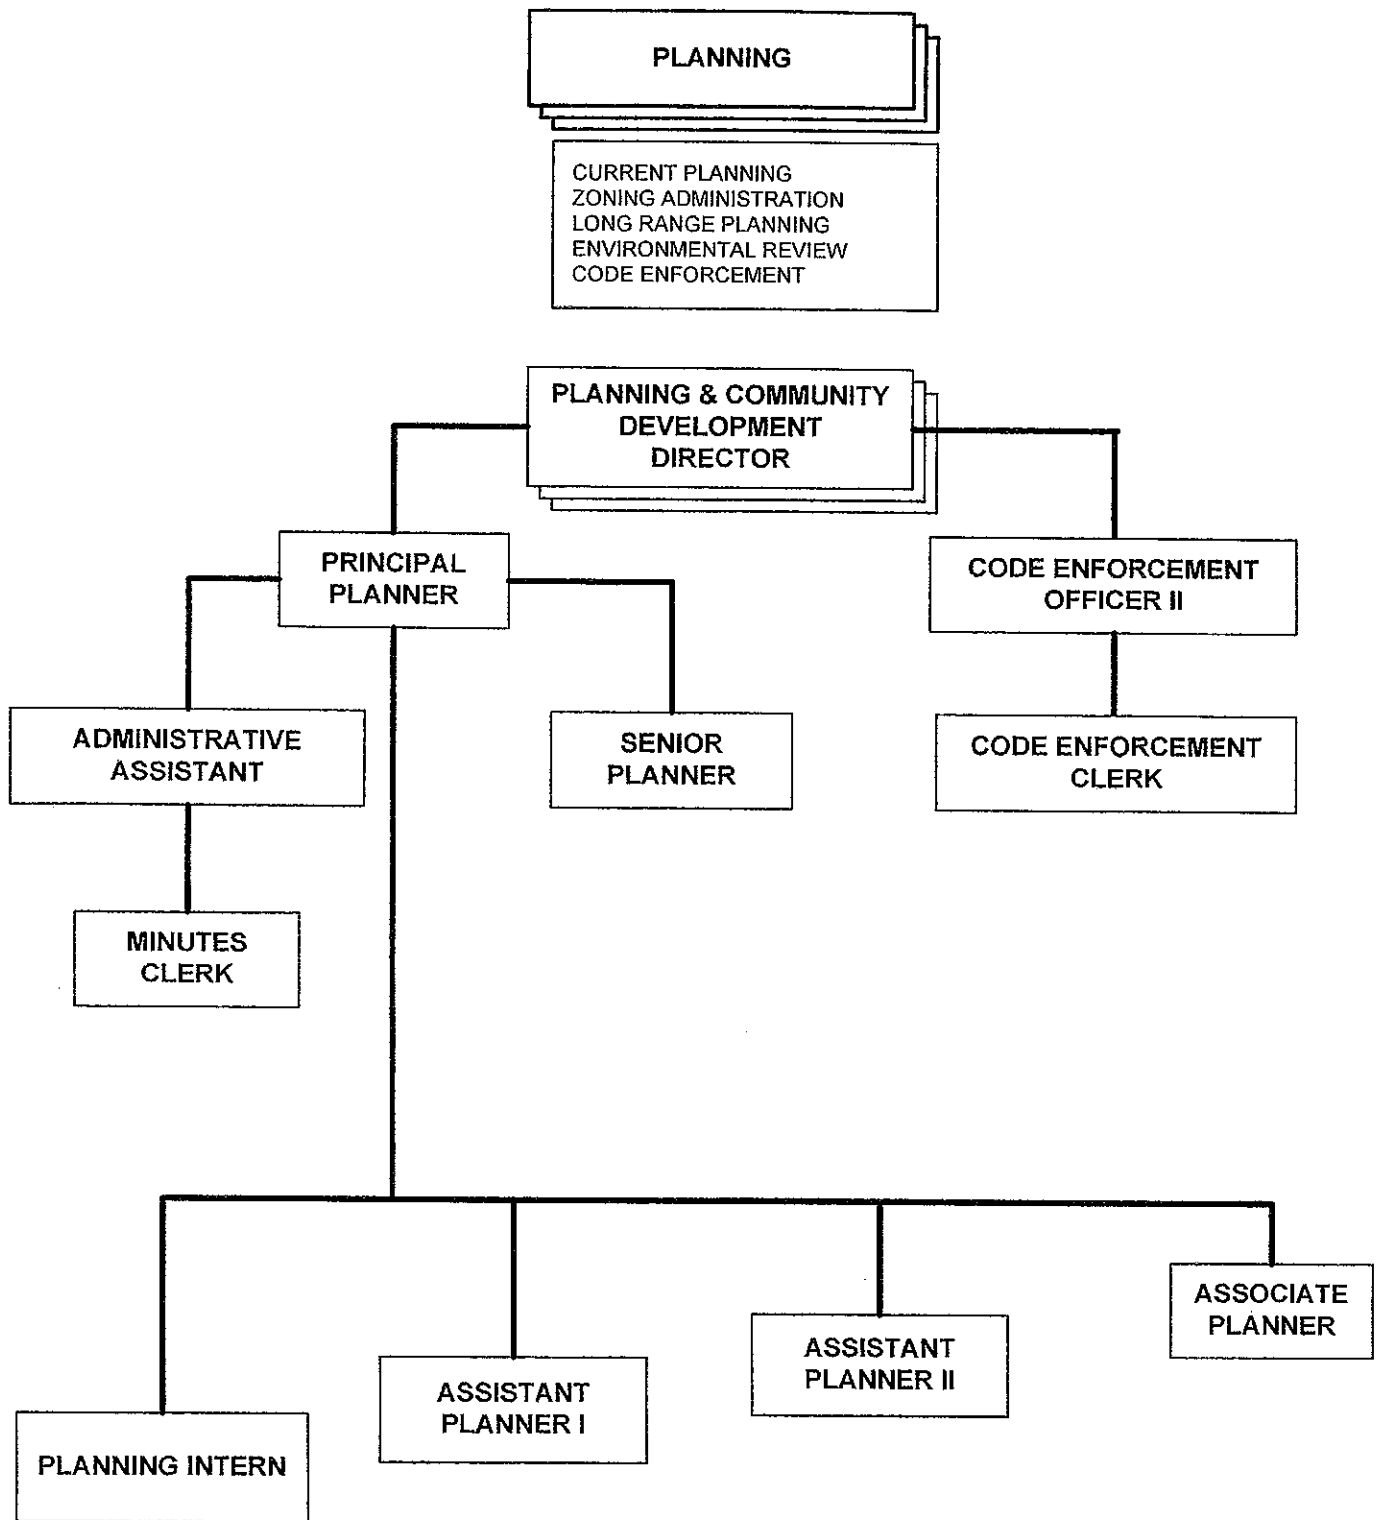 PLANNING
CURRENT PLANNING
ZONING ADMINISTRATION
LONG RANGE PLANNING
ENVIRONMENTAL REVIEW
CODE ENFORCEMENT
PLANNING & COMMUNITY
DEVELOPMENT
DIRECTOR
PRINCIPAL
PLANNER
CODE ENFORCEMENT
OFFICER II
ADMINISTRATIVE
ASSISTANT
SENIOR
PLANNER
CODE ENFORCEMENT
CLERK
MINUTES
CLERK
ASSOCIATE
PLANNER
ASSISTANT
PLANNER II
ASSISTANT
PLANNER I
PLANNING INTERN